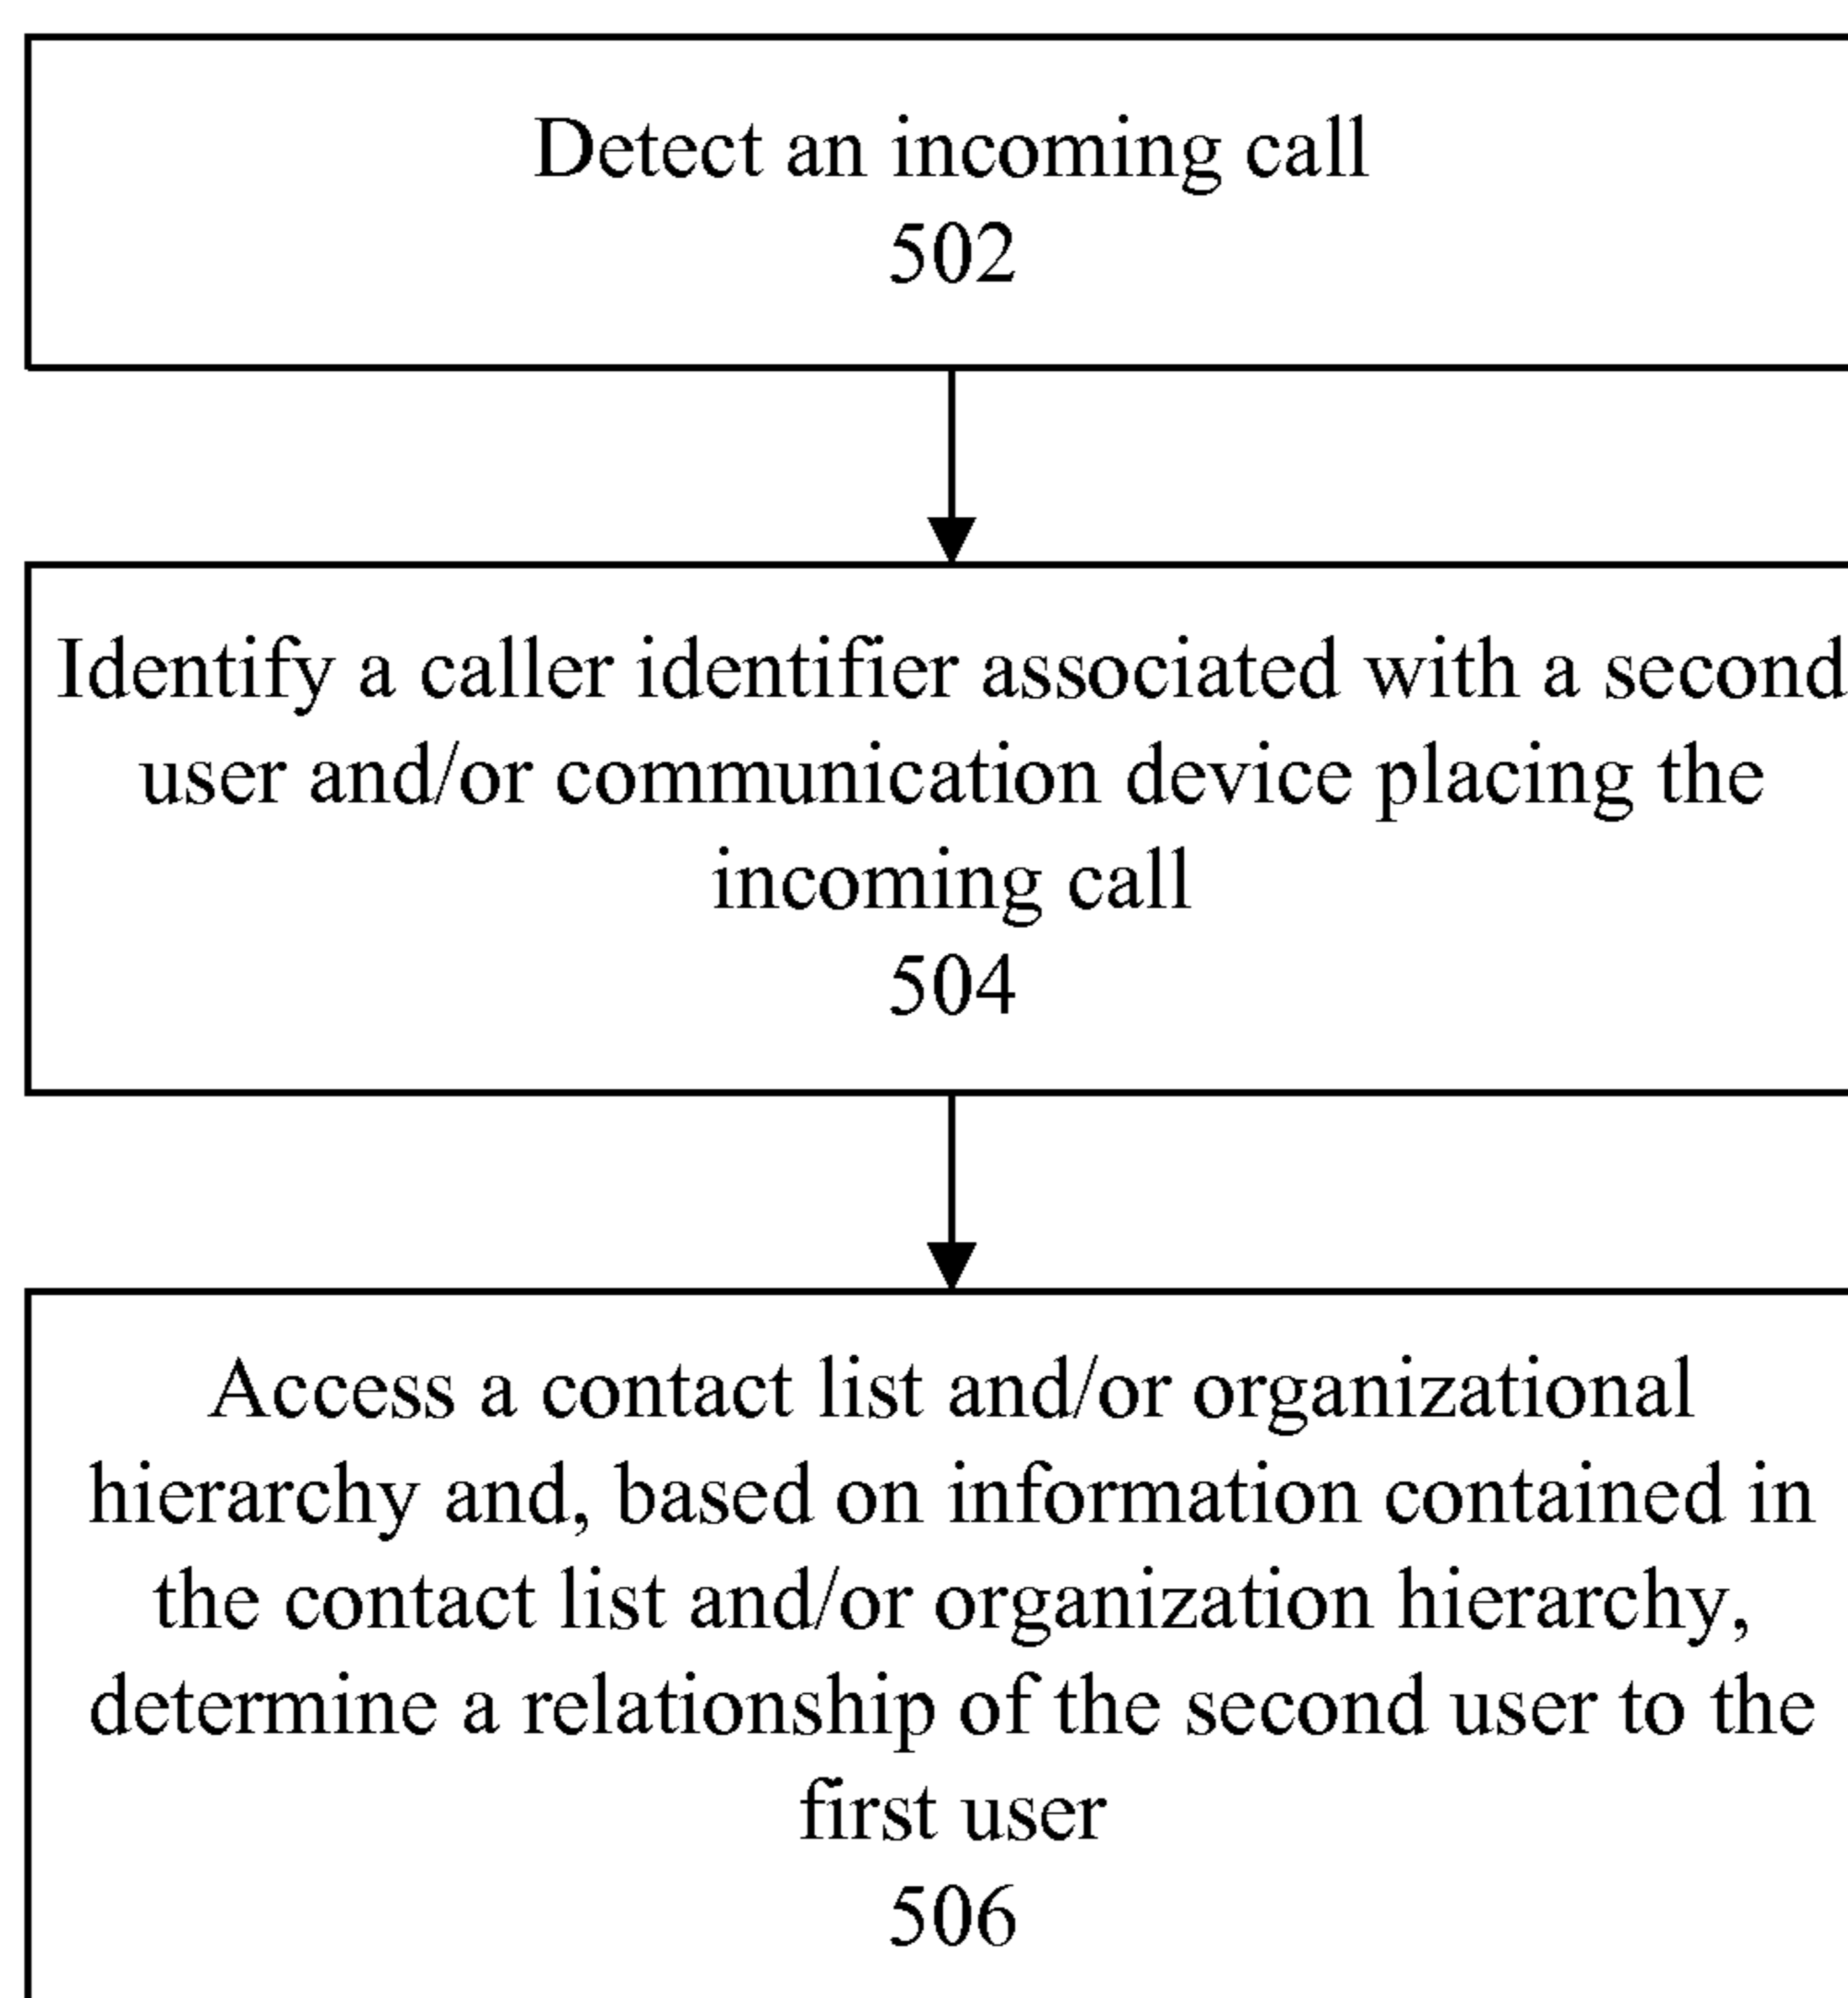 Detect an incoming call
502
Identify a caller identifier associated with a second
user and/or communication device placing the
incoming call
504
Access a contact list and/or organizational
hierarchy and, based on information contained in
the contact list and/or organization hierarchy,
determine a relationship of the second user to the
first user
506